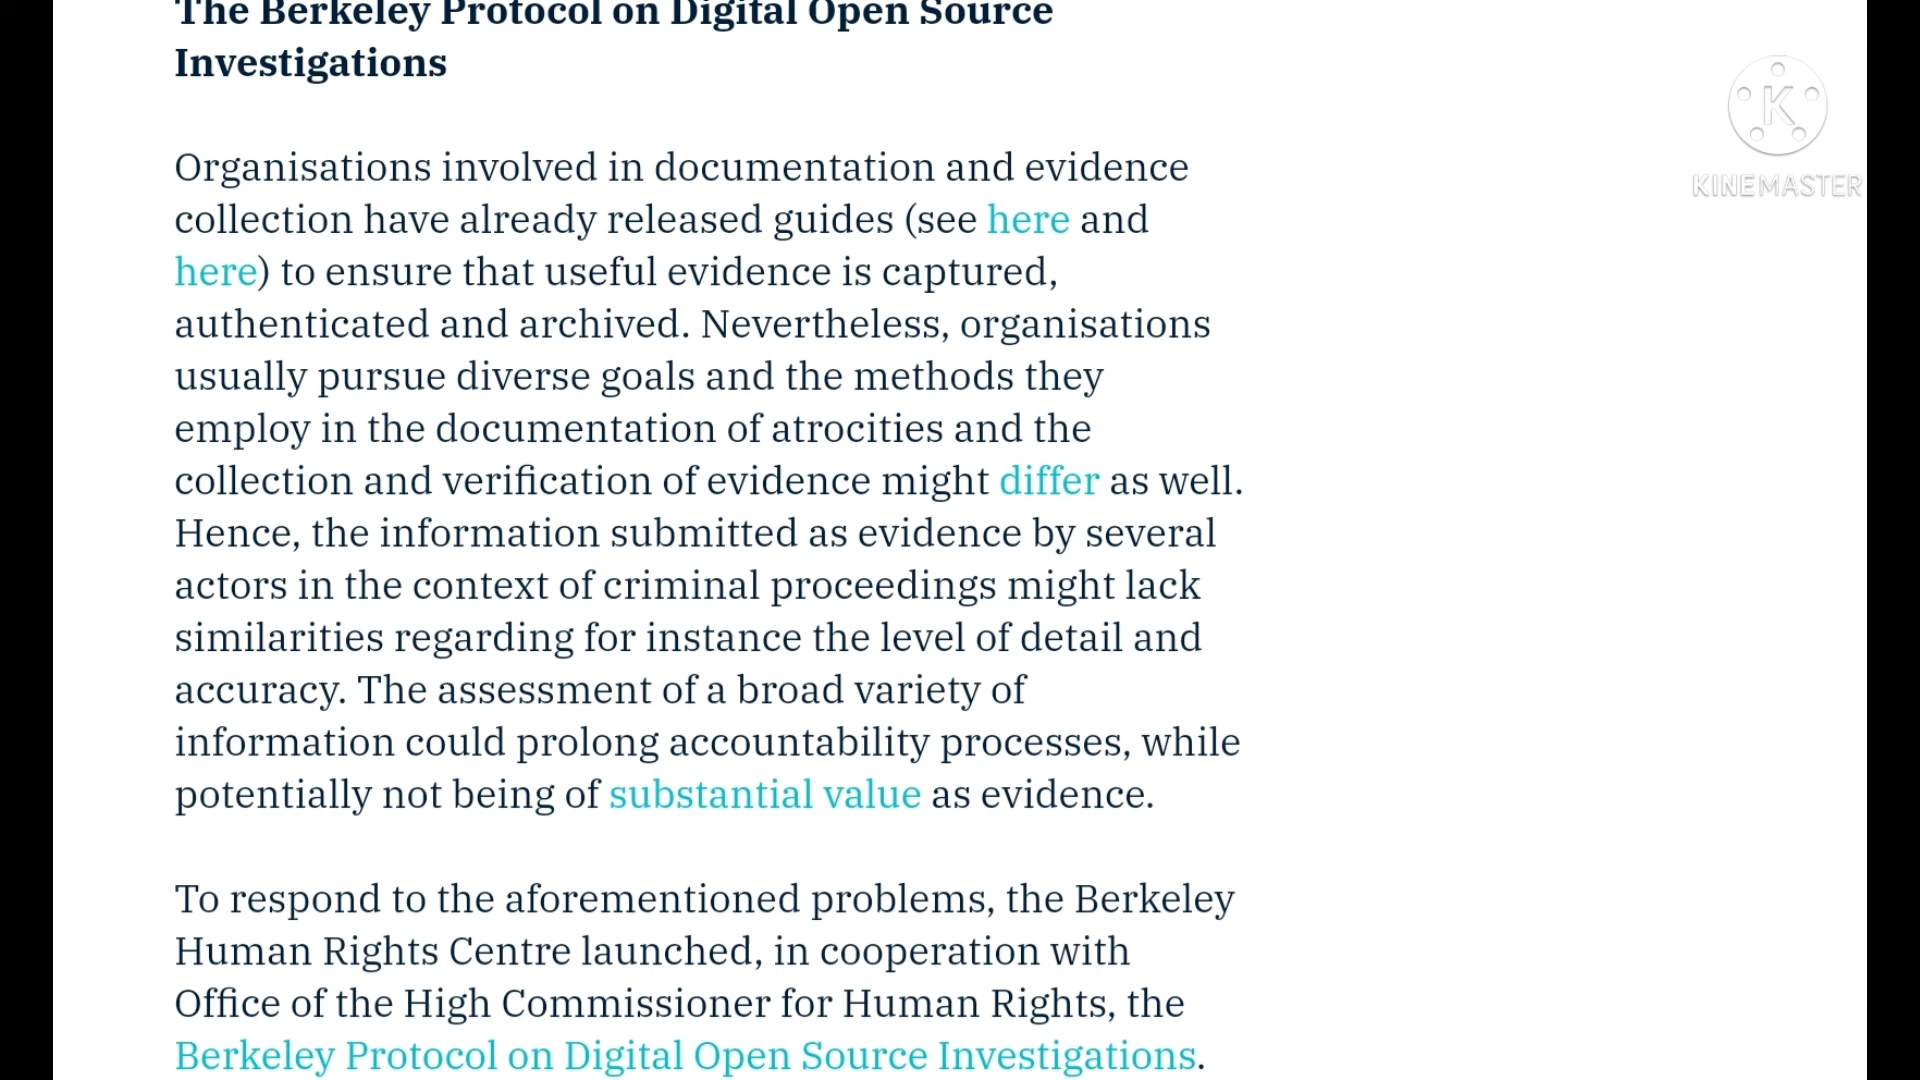 The Berkeley Protocol on Digital Open Source
Investigations
Organisations involved in documentation and evidence
collection have already released guides (see here and
here) to ensure that useful evidence is captured,
authenticated and archived. Nevertheless, organisations
usually pursue diverse goals and the methods they
employ in the documentation of atrocities and the
collection and verification of evidence might differ as well.
Hence, the information submitted as evidence by several
actors in the context of criminal proceedings might lack
similarities regarding for instance the level of detail and
accuracy. The assessment of a broad variety of
information could prolong accountability processes, while
potentially not being of substantial value as evidence.
To respond to the aforementioned problems, the Berkeley
Human Rights Centre launched, in cooperation with
Office of the High Commissioner for Human Rights, the
Berkeley Protocol on Digital Open Source Investigations.
K
KINEMASTER